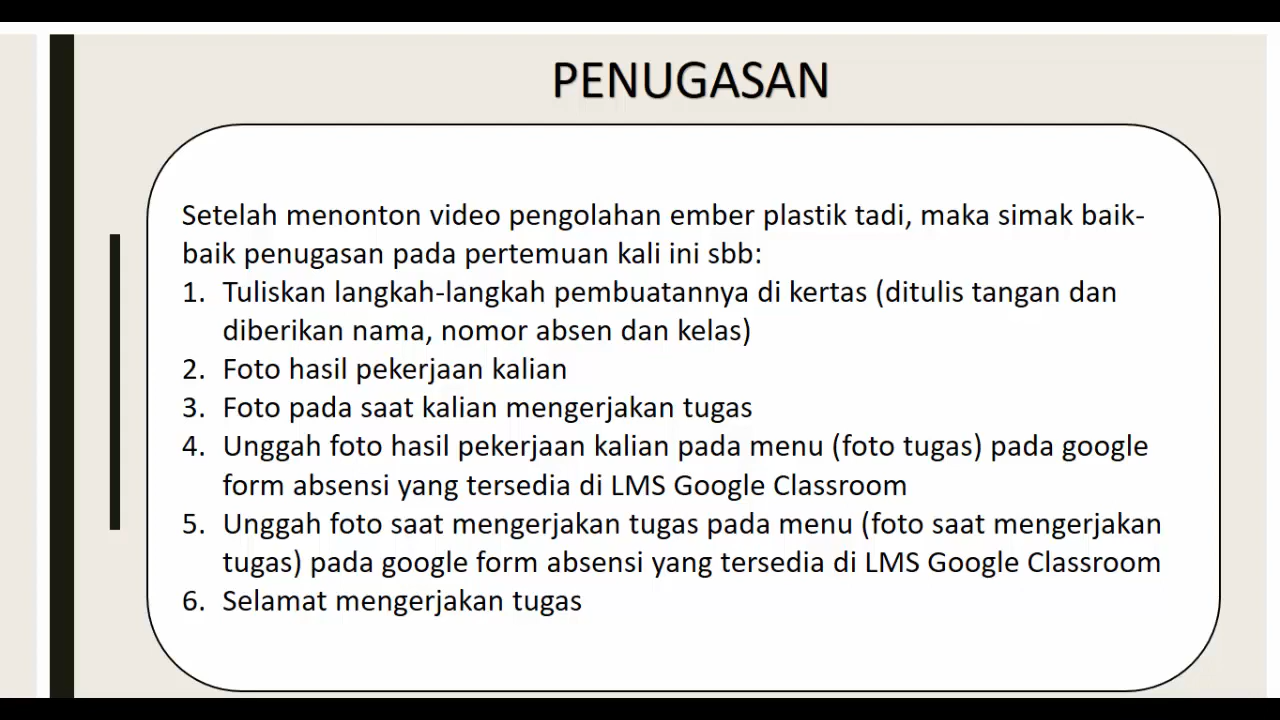 PENUGASAN
Setelah menonton video pengolahan ember plastik tadi, maka simak baik-
baik penugasan pada pertemuan kali ini sbb:
1. Tuliskan langkah-langkah pembuatannya di kertas (ditulis tangan dan
diberikan nama, nomor absen dan kelas)
2. Foto hasil pekerjaan kalian
3. Foto pada saat kalian mengerjakan tugas
4. Unggah foto hasil pekerjaan kalian pada menu (foto tugas) pada google
form absensi yang tersedia di LMS Google Classroom
5. Unggah foto saat mengerjakan tugas pada menu (foto saat mengerjakan
tugas) pada google form absensi yang tersedia di LMS Google Classroom
6. Selamat mengerjakan tugas